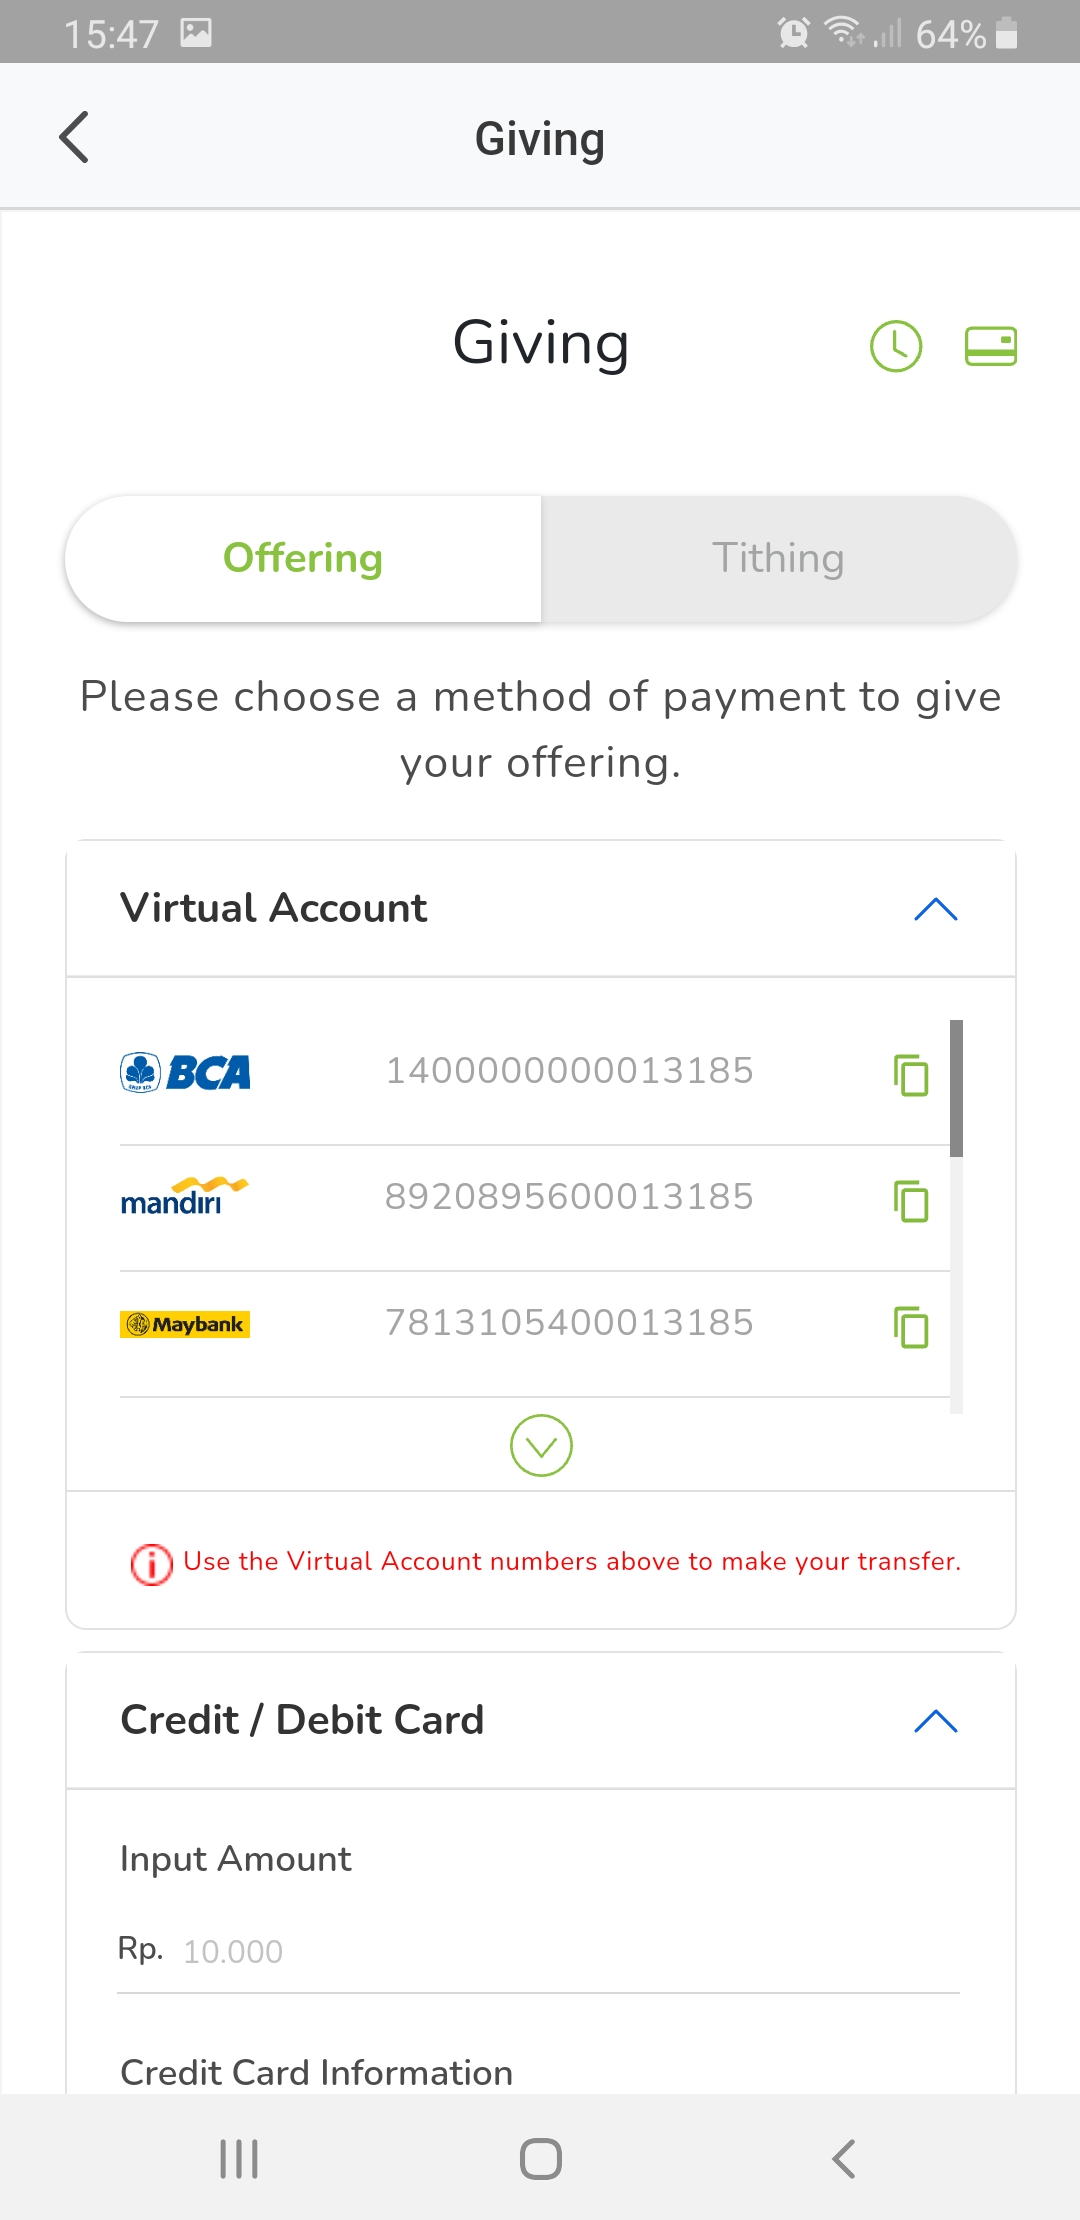 15:47
64%
Giving
Giving
Offering
Tithing
Please choose a method of payment to give
your offering.
Virtual Account
BCA
1400000000013185
mandiri
8920895600013185
Maybank
7813105400013185
Use the Virtual Account numbers above to make your transfer.
Credit / Debit Card
Input Amount
Rp. 10.000
Credit Card Information